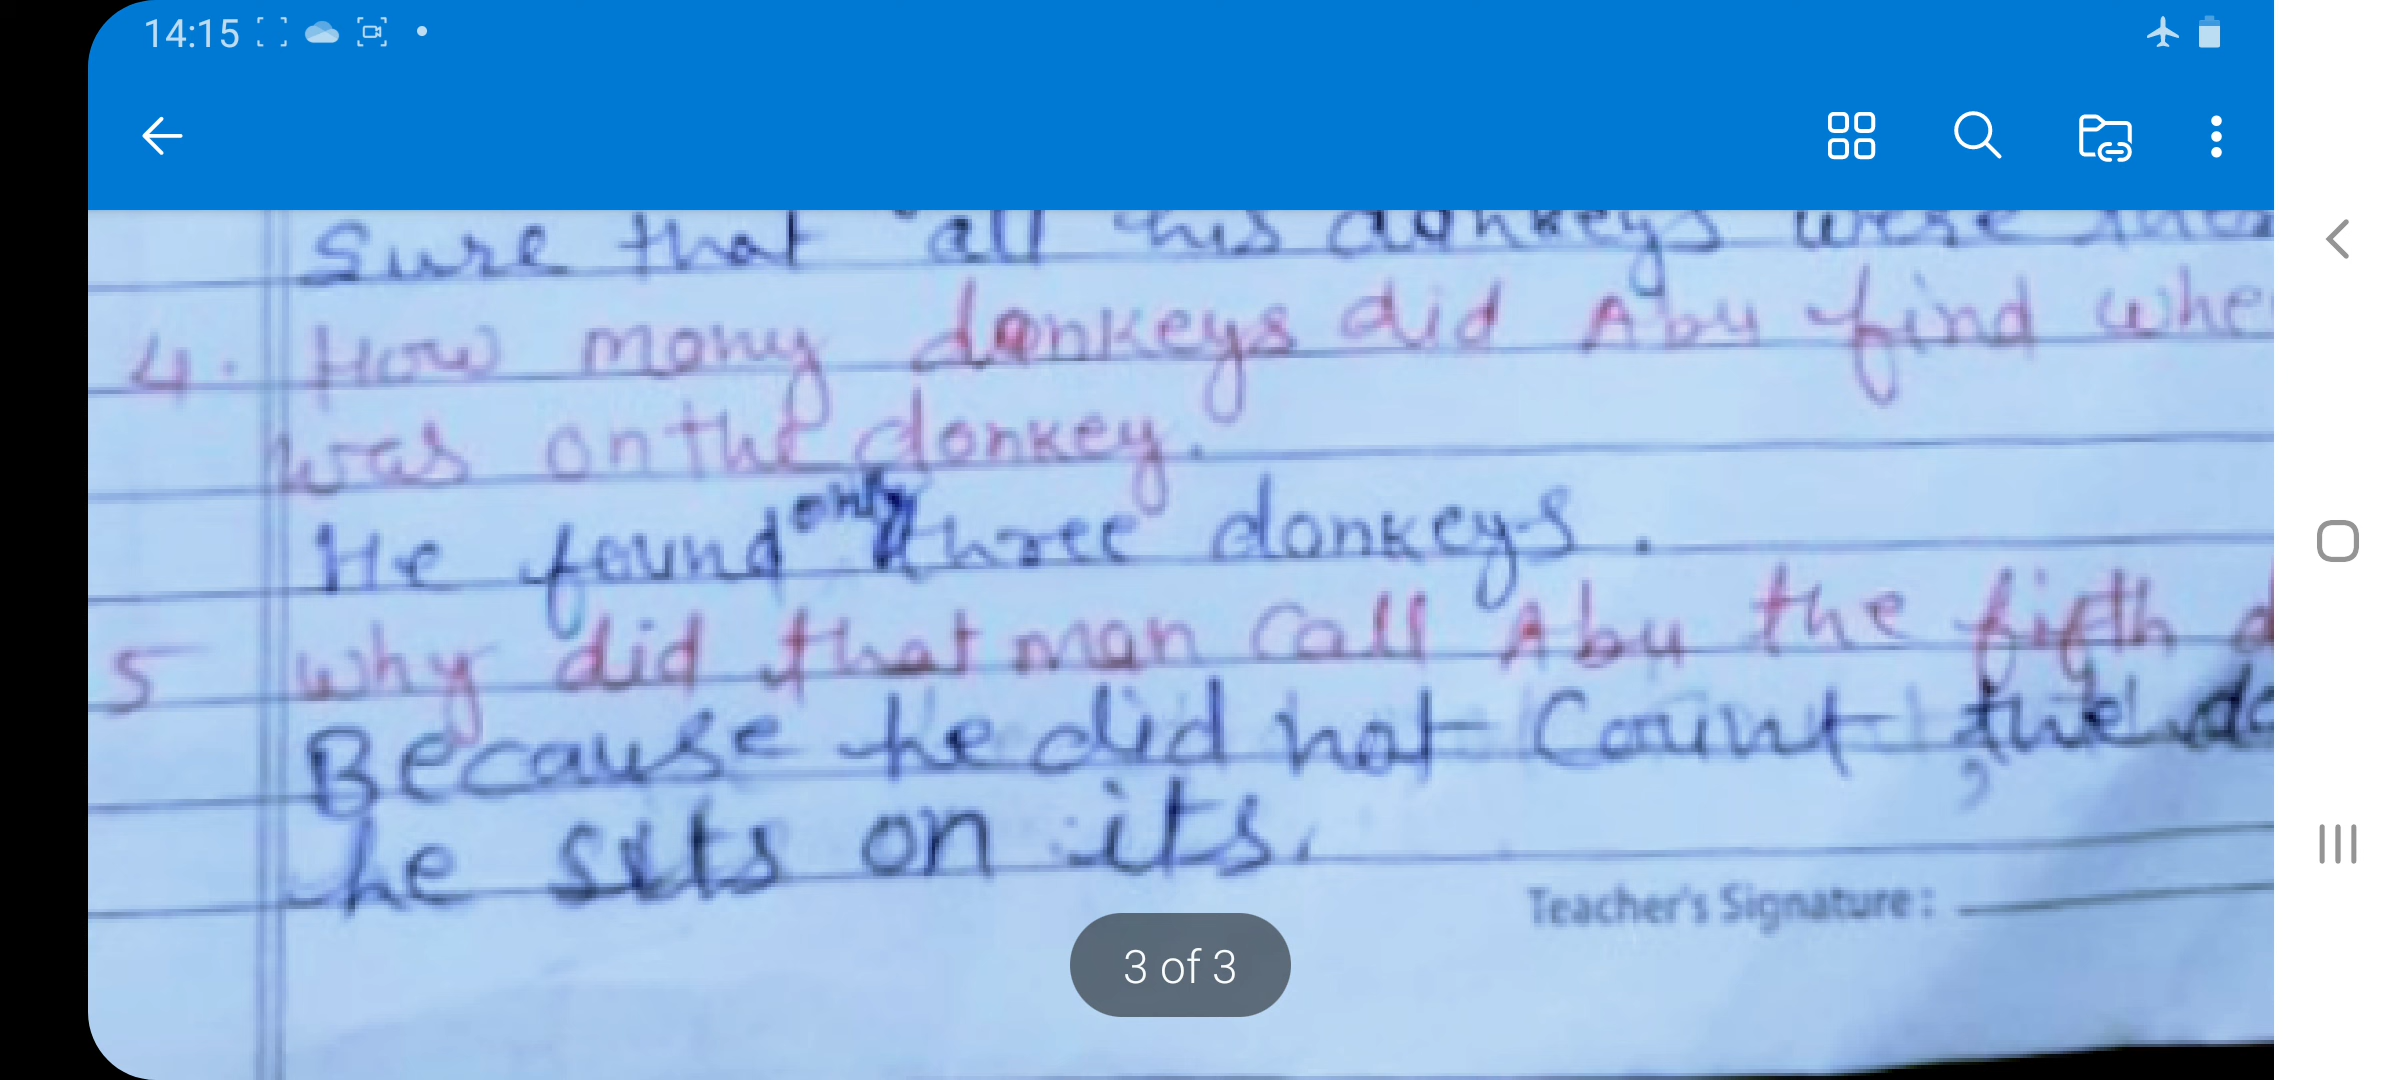 14:15
Sure that all his donkeys were
4. How many donkeys did Abu find whe
was on the donkey.
only
He found three donkeys.
5 why did that man call Abu the fifth d
Because he did not Count, the do
he sits on its.
Teacher's Signature:
3 of 3